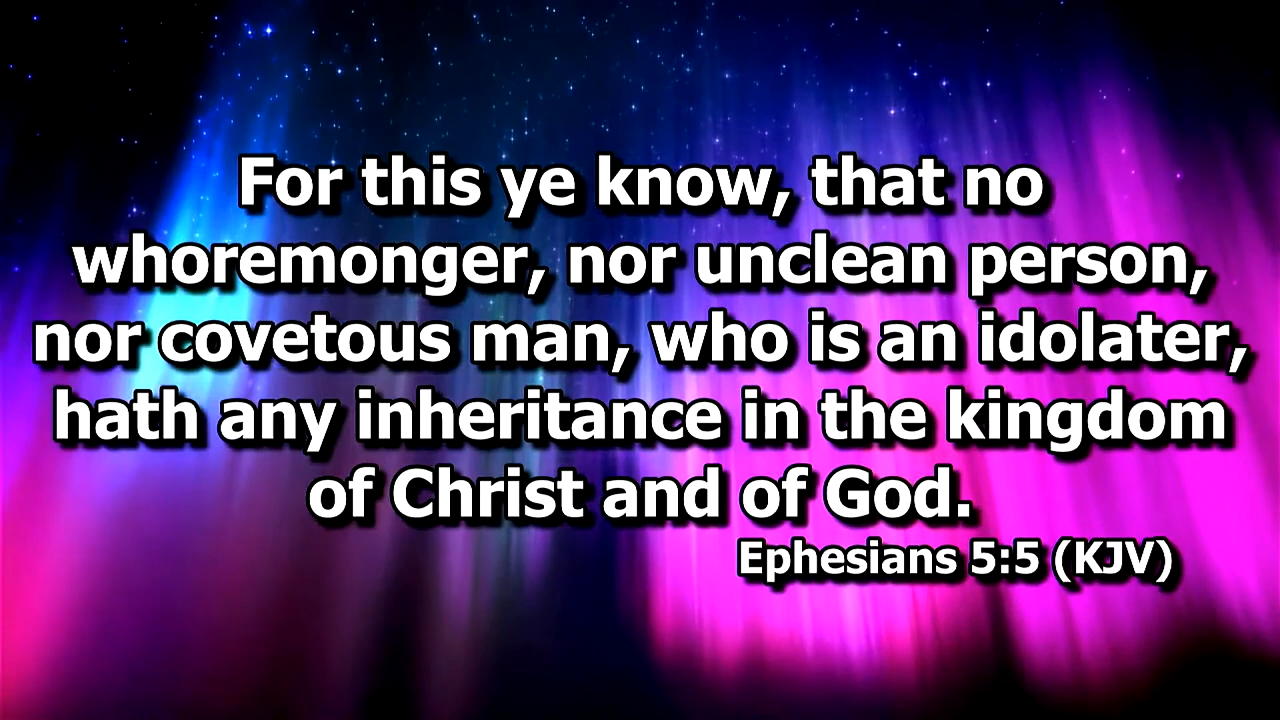 For this ye know, that no
whoremonger, nor unclean person,
nor covetous man, who is an idolater,
hath any inheritance in the kingdom
of Christ and of God.
Ephesians 5:5 (KJV)